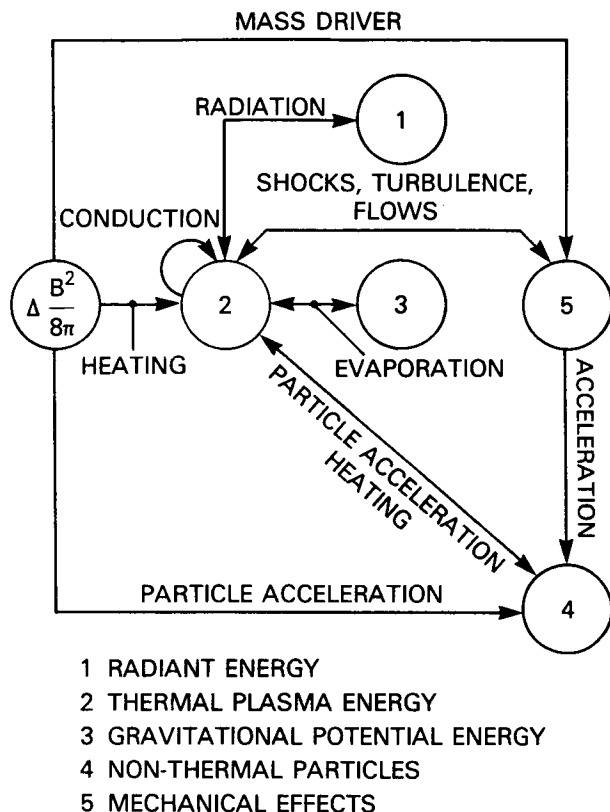 MASS DRIVER
RADIATION
1
SHOCKS, TURBULENCE,
FLOWS
CONDUCTION
Δ B²
8π
2
3
5
HEATING
EVAPORATION
ACCELERATION
PARTICLE ACCELERATION
HEATING
PARTICLE ACCELERATION
4
1 RADIANT ENERGY
2 THERMAL PLASMA ENERGY
3 GRAVITATIONAL POTENTIAL ENERGY
4 NON-THERMAL PARTICLES
5 MECHANICAL EFFECTS